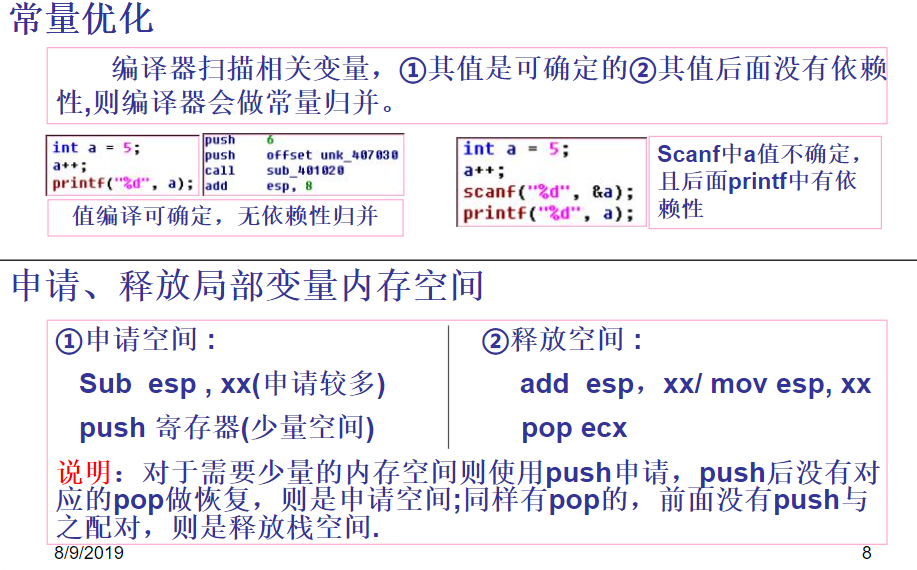 常量优化
编译器扫描相关变量，①其值是可确定的②其值后面没有依赖
性,则编译器会做常量归并。
int a = 5;
a++;
printf("%d", a);
push 6
push offset unk_407030
call sub_401020
add esp, 8
值编译可确定，无依赖性归并
int a = 5;
a++;
scanf("%d", &a);
printf("%d", a);
Scanf中a值不确定，
且后面printf中有依
赖性
申请、释放局部变量内存空间
①申请空间：
Sub esp , xx(申请较多)
push 寄存器(少量空间)
②释放空间：
add esp，xx/ mov esp, xx
pop ecx
说明：对于需要少量的内存空间则使用push申请，push后没有对
应的pop做恢复，则是申请空间;同样有pop的，前面没有push与
之配对，则是释放栈空间.
8/9/2019
8